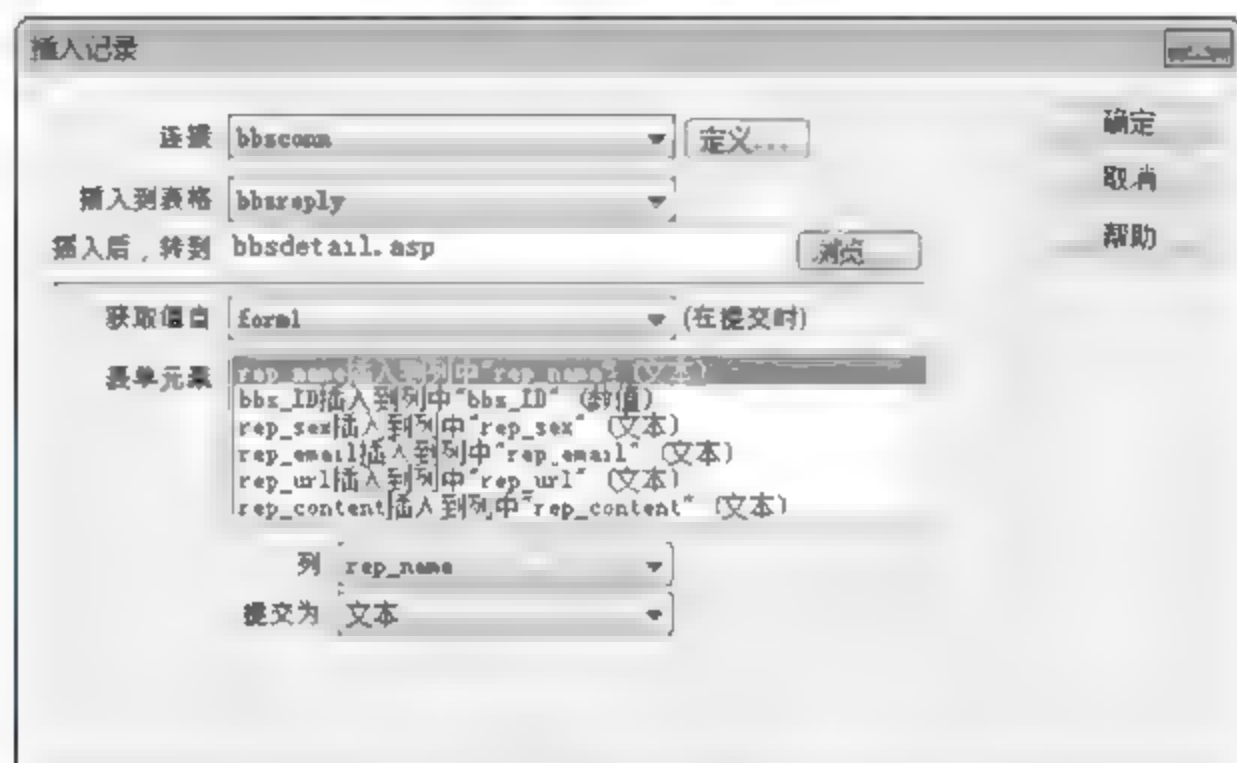 插入记录
连接 bbsconn 定义... 确定
插入到表格 bbsreply 取消
插入后，转到 bbsdetail.asp 浏览 帮助
获取值自 form1 (在提交时)
表单元素 rep_name插入到列中"rep_name" (文本)
bbs_ID插入到列中"bbs_ID" (数值)
rep_sex插入到列中"rep_sex" (文本)
rep_email插入到列中"rep_email" (文本)
rep_url插入到列中"rep_url" (文本)
rep_content插入到列中"rep_content" (文本)
列 rep_name
提交为 文本